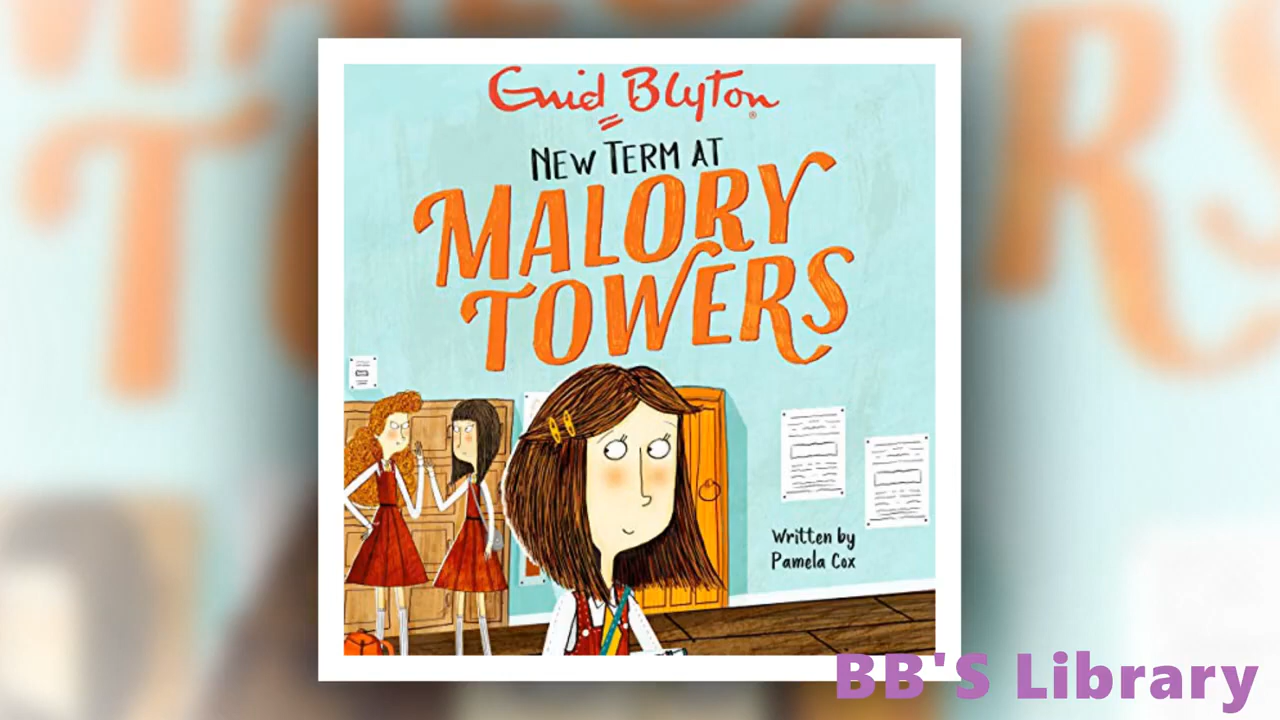 Enid Blyton®
NEW TERM AT
MALORY
TOWERS
Written by
Pamela Cox
BB'S Library